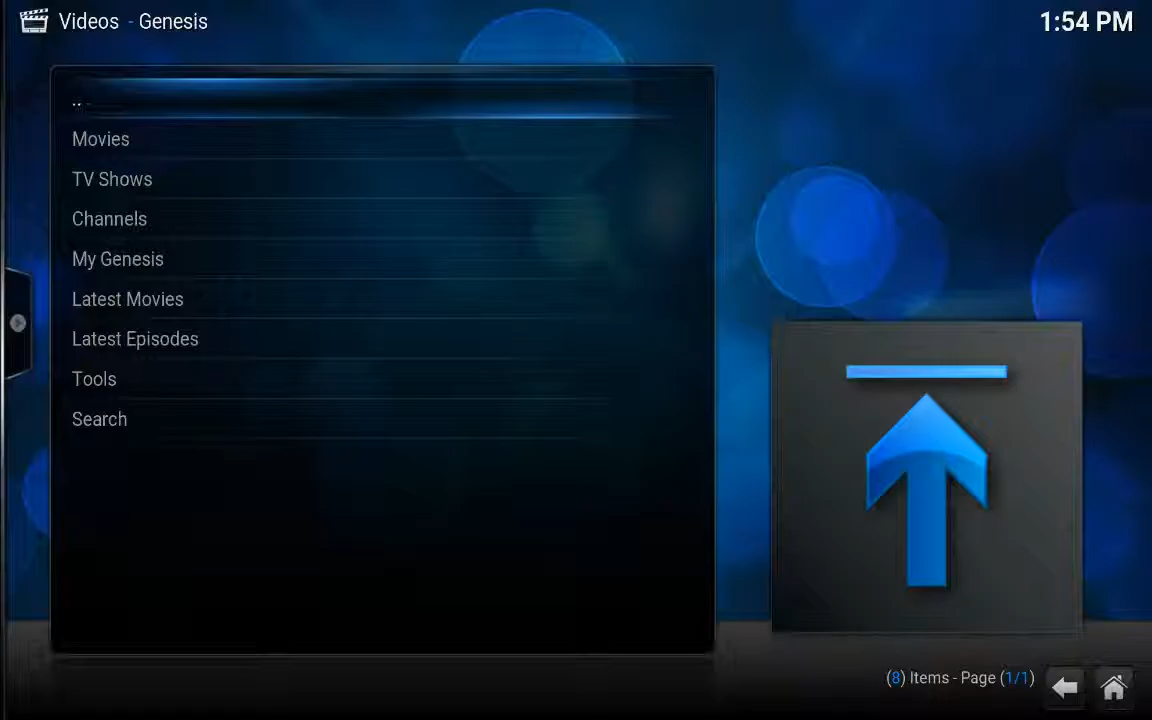 Videos - Genesis
1:54 PM
..
Movies
TV Shows
Channels
My Genesis
Latest Movies
Latest Episodes
Tools
Search
(8) Items - Page (1/1)